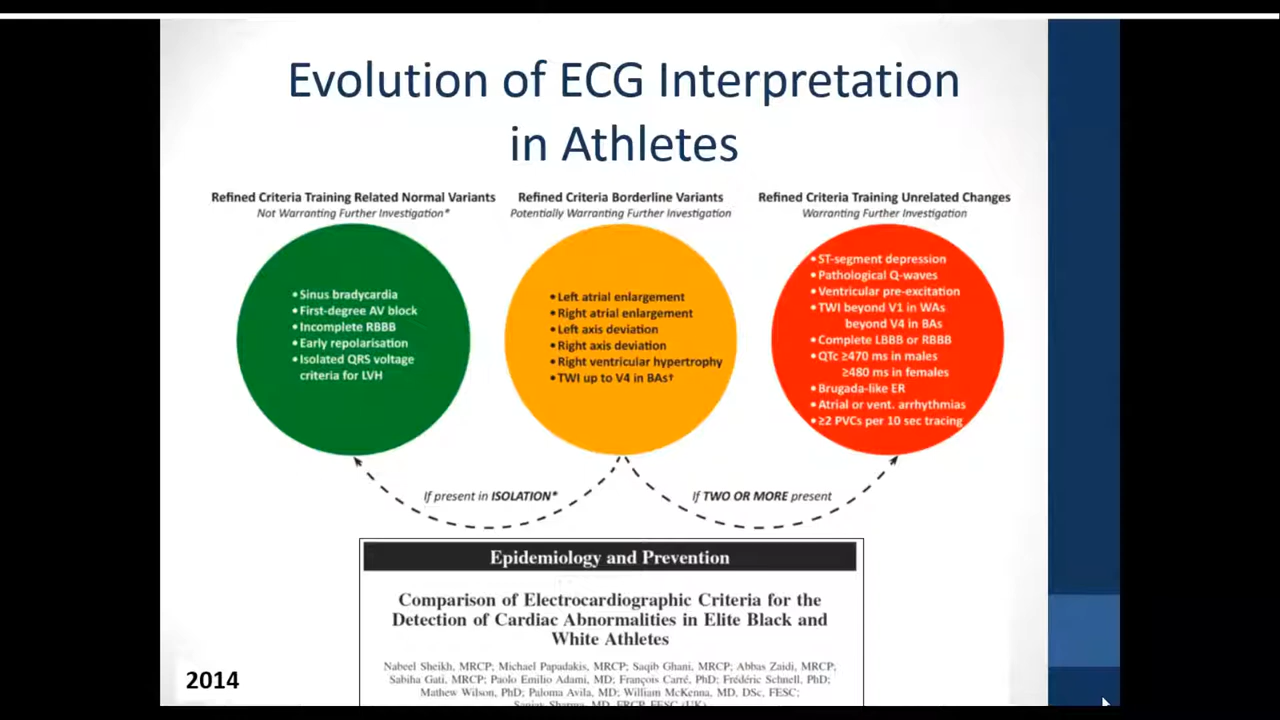 Evolution of ECG Interpretation
in Athletes
Refined Criteria Training Related Normal Variants
Not Warranting Further Investigation*
• Sinus bradycardia
• First-degree AV block
• Incomplete RBBB
• Early repolarisation
• Isolated QRS voltage
criteria for LVH
Refined Criteria Borderline Variants
Potentially Warranting Further Investigation
• Left atrial enlargement
• Right atrial enlargement
• Left axis deviation
• Right axis deviation
• Right ventricular hypertrophy
• TWI up to V4 in BAs†
Refined Criteria Training Unrelated Changes
Warranting Further Investigation
• ST-segment depression
• Pathological Q-waves
• Ventricular pre-excitation
• TWI beyond V1 in WAs
beyond V4 in BAs
• Complete LBBB or RBBB
• QTc ≥470 ms in males
≥480 ms in females
• Brugada-like ER
• Atrial or vent. arrhythmias
• ≥2 PVCs per 10 sec tracing
If present in ISOLATION*
If TWO OR MORE present
Epidemiology and Prevention
Comparison of Electrocardiographic Criteria for the
Detection of Cardiac Abnormalities in Elite Black and
White Athletes
Nabeel Sheikh, MRCP; Michael Papadakis, MRCP; Saqib Ghani, MRCP; Abbas Zaidi, MRCP;
Sabiha Gati, MRCP; Paolo Emilio Adami, MD; François Carré, PhD; Frédéric Schnell, PhD;
Mathew Wilson, PhD; Paloma Avila, MD; William McKenna, MD, DSc, FESC;
Sanjay Sharma, MD, FRCP, FESC (UK)
2014